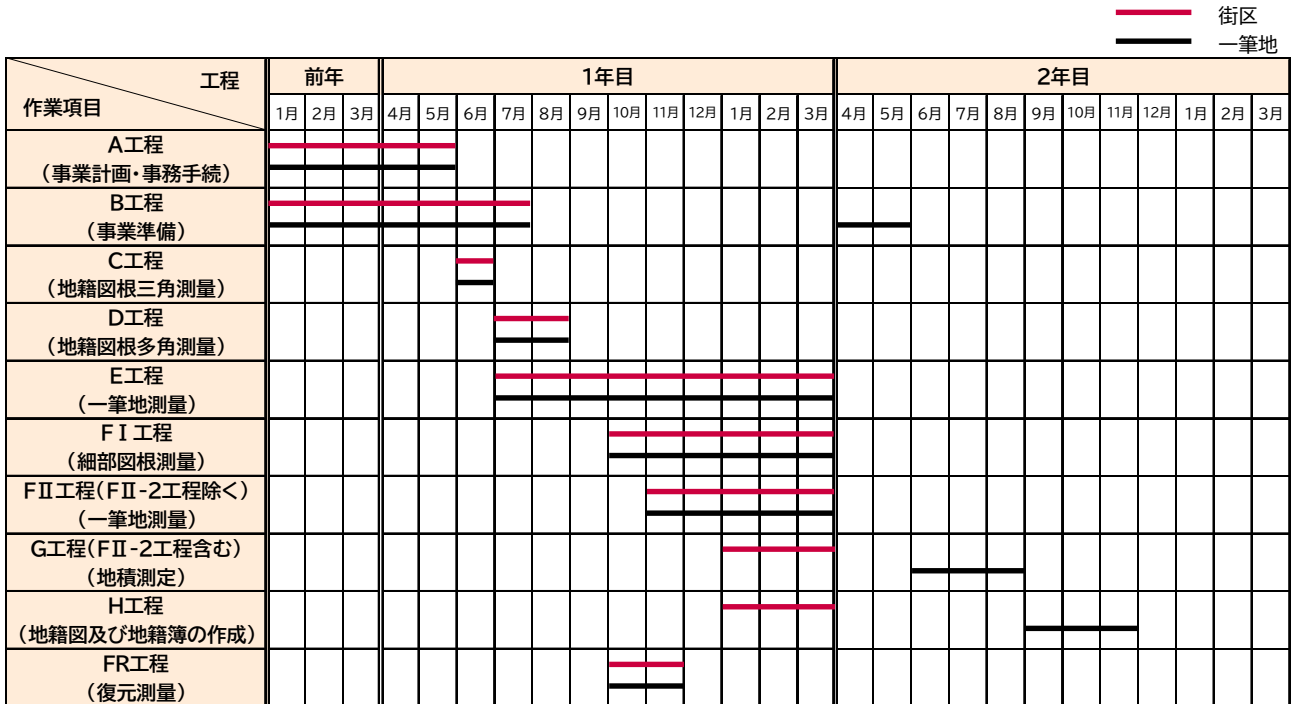 街区
一筆地
工程
作業項目
前年 1年目 2年目
1月 2月 3月 4月 5月 6月 7月 8月 9月 10月 11月 12月 1月 2月 3月 4月 5月 6月 7月 8月 9月 10月 11月 12月 1月 2月 3月
A工程
(事業計画・事務手続)
B工程
(事業準備)
C工程
(地籍図根三角測量)
D工程
(地籍図根多角測量)
E工程
(一筆地測量)
FⅠ工程
(細部図根測量)
FⅡ工程(FⅡ-2工程除く)
(一筆地測量)
G工程(FⅡ-2工程含む)
(地積測定)
H工程
(地籍図及び地籍簿の作成)
FR工程
(復元測量)